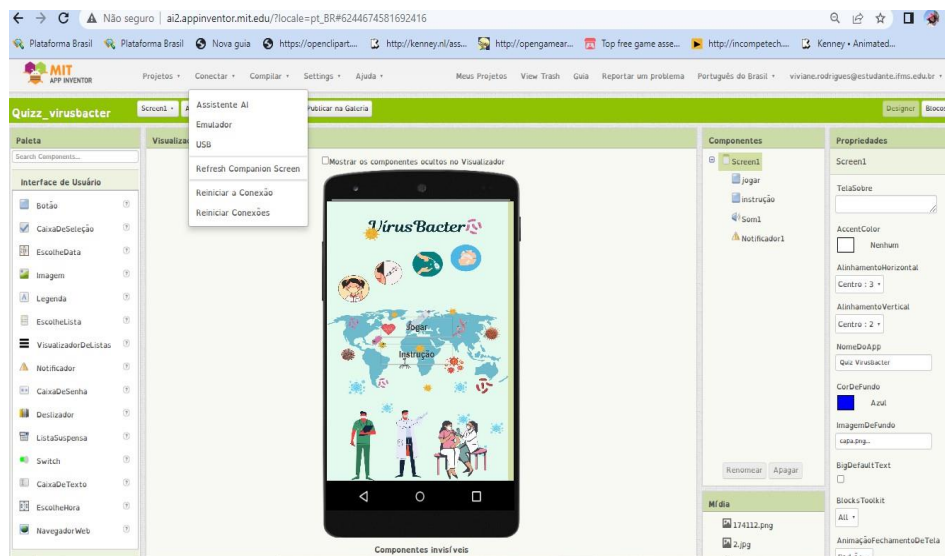 Não seguro
ai2.appinventor.mit.edu/?locale=pt_BR#6244674581692416
Plataforma Brasil
Plataforma Brasil
Nova guia
https://openclipart....
http://kenney.nl/ass...
http://opengamear...
Top free game asse...
http://incompetech....
Kenney • Animated...
MIT
APP INVENTOR
Projetos
Conectar
Compilar
Settings
Ajuda
Meus Projetos
View Trash
Guia
Reportar um problema
Português do Brasil
viviane.rodrigues@estudante.ifms.edu.br
Quizz_virusbacter
Screen1
Publicar na Galeria
Designer
Blocos
Assistente AI
Emulador
USB
Refresh Companion Screen
Reiniciar a Conexão
Reiniciar Conexões
Paleta
Search Components...
Interface de Usuário
Botão
CaixaDeSeleção
EscolheData
Imagem
Legenda
EscolheLista
VisualizadorDeListas
Notificador
CaixaDeSenha
Deslizador
ListaSuspensa
Switch
CaixaDeTexto
EscolheHora
NavegadorWeb
Visualiza
Mostrar os componentes ocultos no Visualizador
VírusBacter
Jogar
Instrução
Componentes invisíveis
Componentes
Screen1
jogar
instrução
Som1
Notificador1
Renomear
Apagar
Mídia
174112.png
2.jpg
Propriedades
Screen1
TelaSobre
AccentColor
Nenhum
AlinhamentoHorizontal
Centro : 3
AlinhamentoVertical
Centro : 2
NomeDoApp
Quiz Virusbacter
CorDeFundo
Azul
ImagemDeFundo
capa.png...
BigDefaultText
BlocksToolkit
All
AnimaçãoFechamentoDeTela